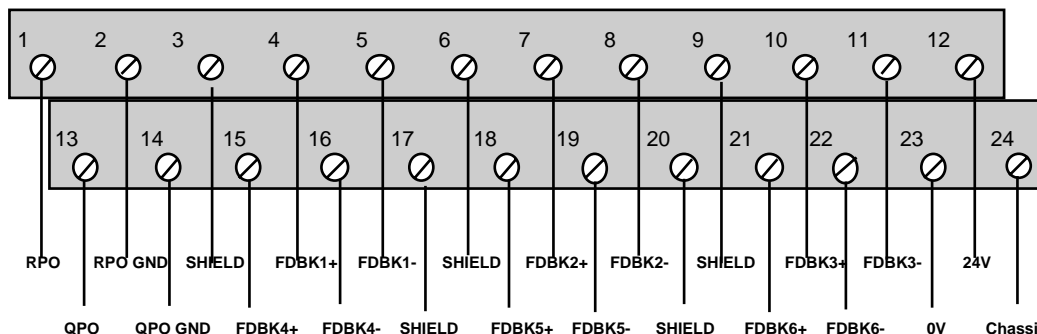 1 2 3 4 5 6 7 8 9 10 11 12
13 14 15 16 17 18 19 20 21 22 23 24
RPO RPO GND SHIELD FDBK1+ FDBK1- SHIELD FDBK2+ FDBK2- SHIELD FDBK3+ FDBK3- 24V
QPO QPO GND FDBK4+ FDBK4- SHIELD FDBK5+ FDBK5- SHIELD FDBK6+ FDBK6- 0V Chassi